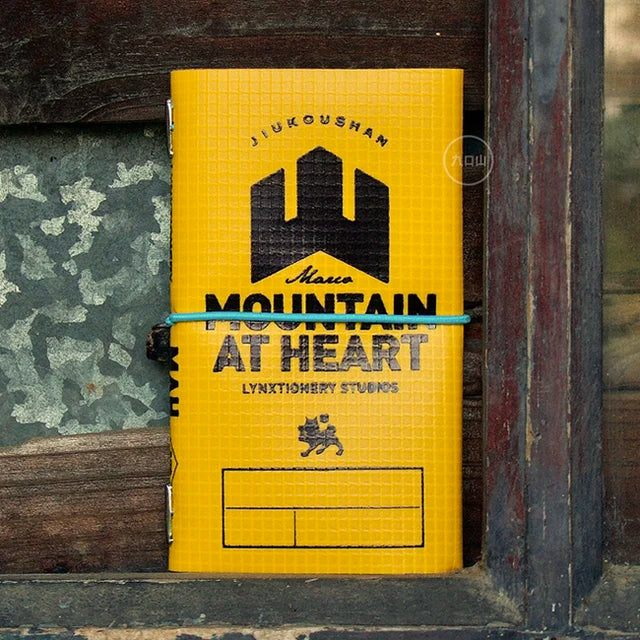 JIUKOUSHAN
九口山
Marco
MOUNTAIN
AT HEART
LYNXTIONERY STUDIOS